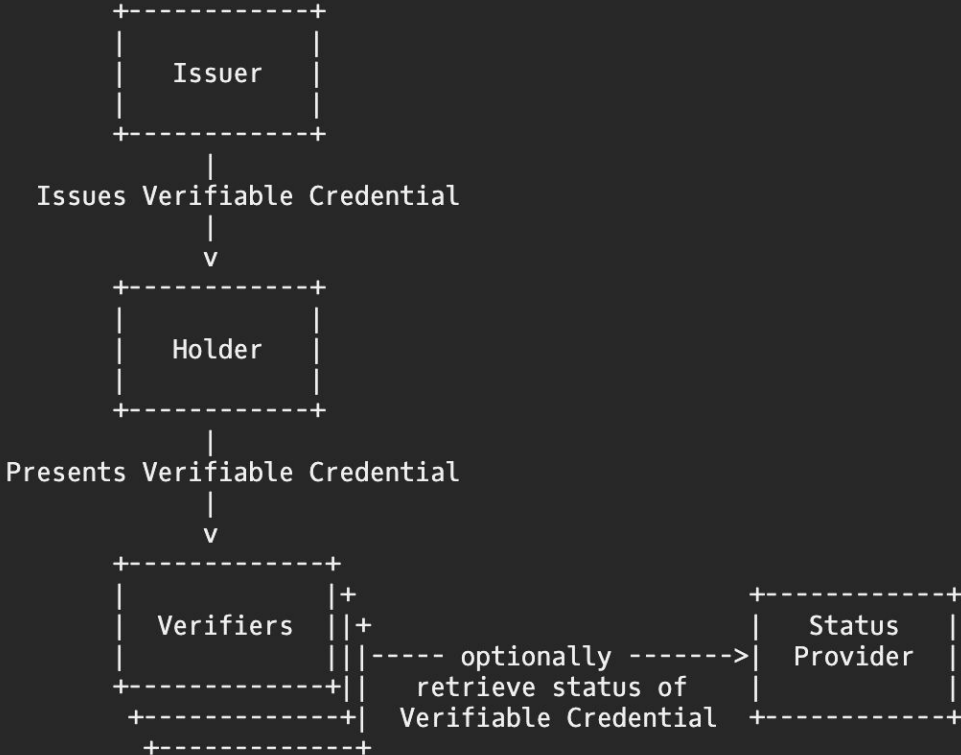 Issuer
Issues Verifiable Credential
Holder
Presents Verifiable Credential
Verifiers
optionally
retrieve status of
Verifiable Credential
Status
Provider